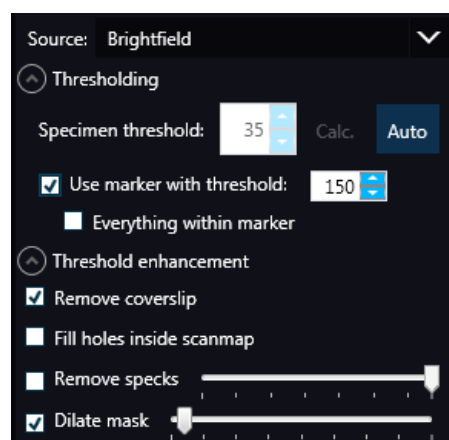 Source: Brightfield
Thresholding
Specimen threshold: 35 Calc. Auto
Use marker with threshold: 150
Everything within marker
Threshold enhancement
Remove coverslip
Fill holes inside scanmap
Remove specks
Dilate mask